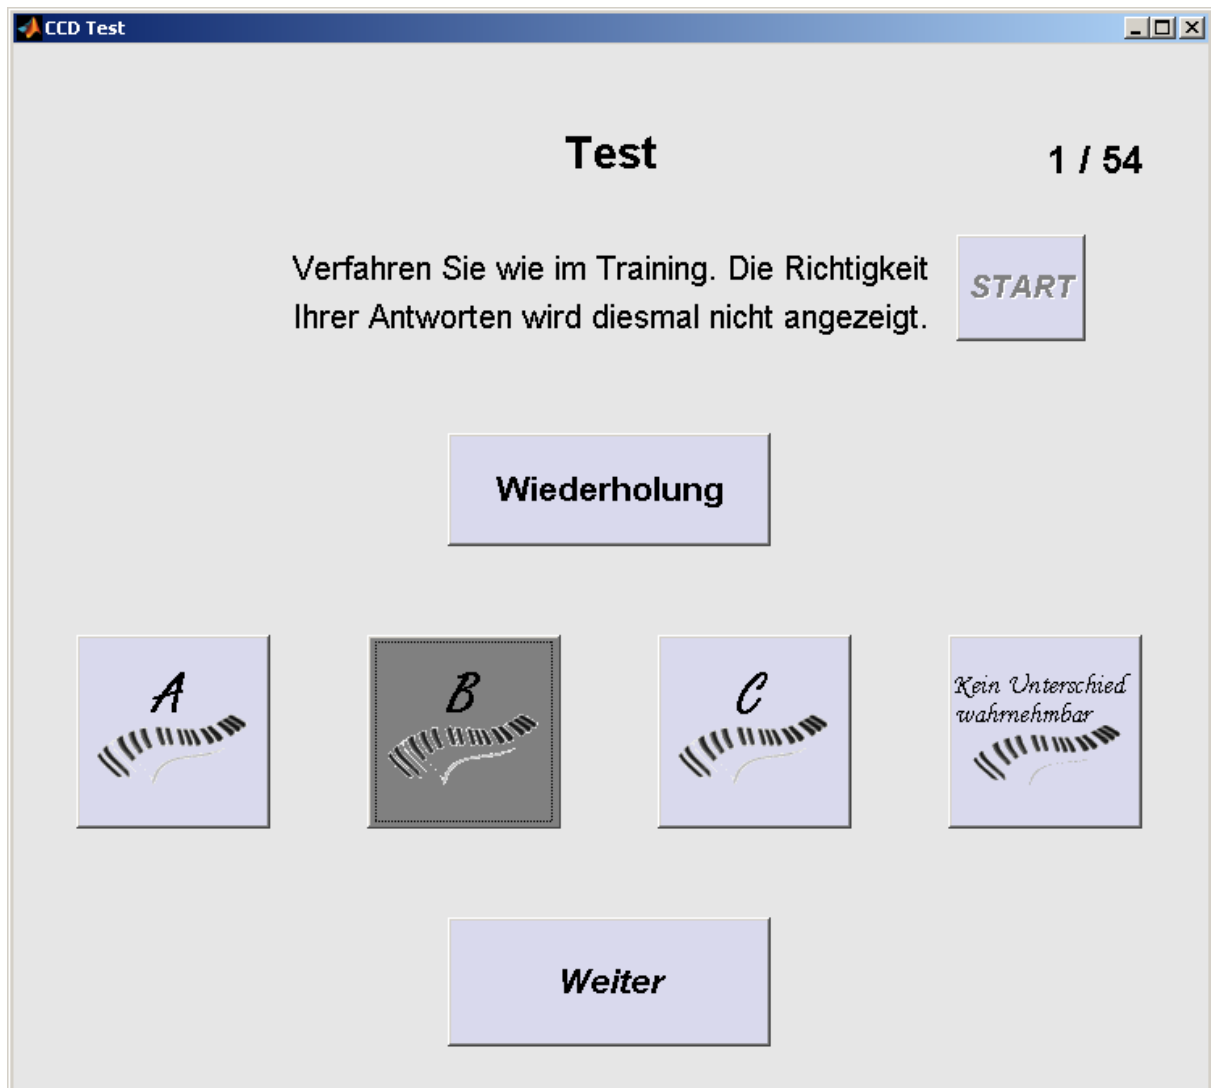 CCD Test
Test
1 / 54
Verfahren Sie wie im Training. Die Richtigkeit
Ihrer Antworten wird diesmal nicht angezeigt.
START
Wiederholung
A
B
C
Kein Unterschied
wahrnehmbar
Weiter